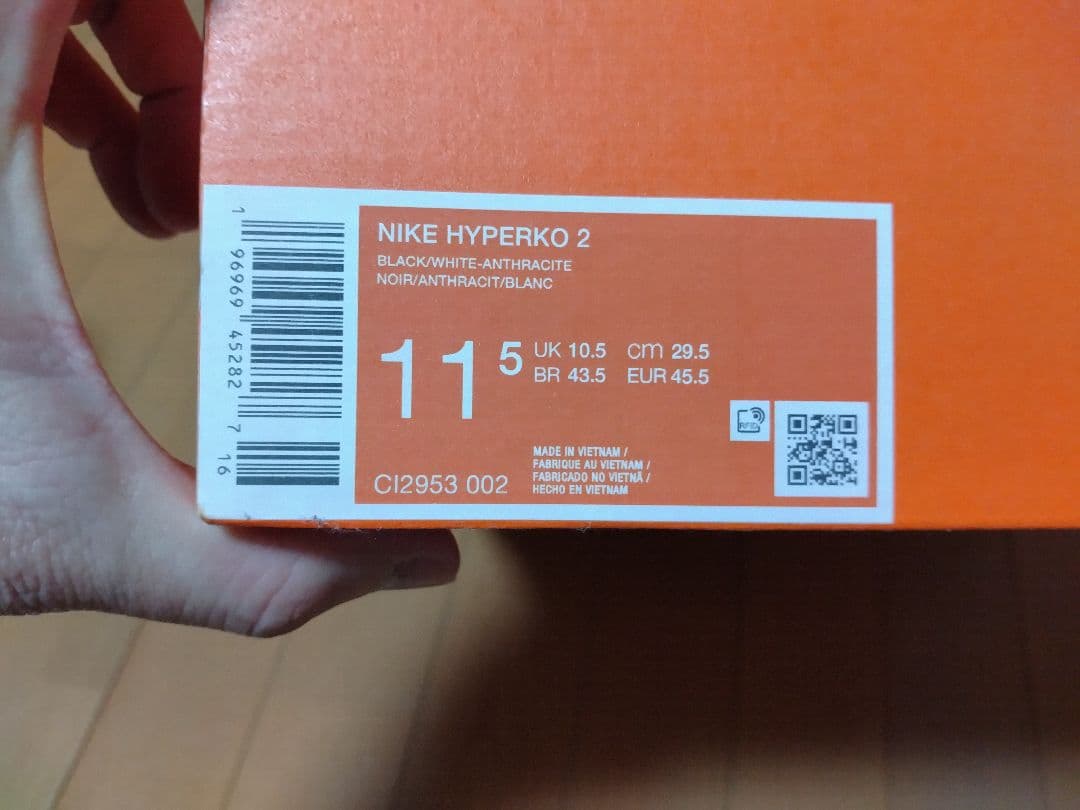 NIKE HYPERKO 2
BLACK/WHITE-ANTHRACITE
NOIR/ANTHRACIT/BLANC
11 5
UK 10.5 cm 29.5
BR 43.5 EUR 45.5
RFID
CI2953 002
MADE IN VIETNAM /
FABRIQUE AU VIETNAM /
FABRICADO NO VIETNÃ /
HECHO EN VIETNAM
1 96969 45282 7
16